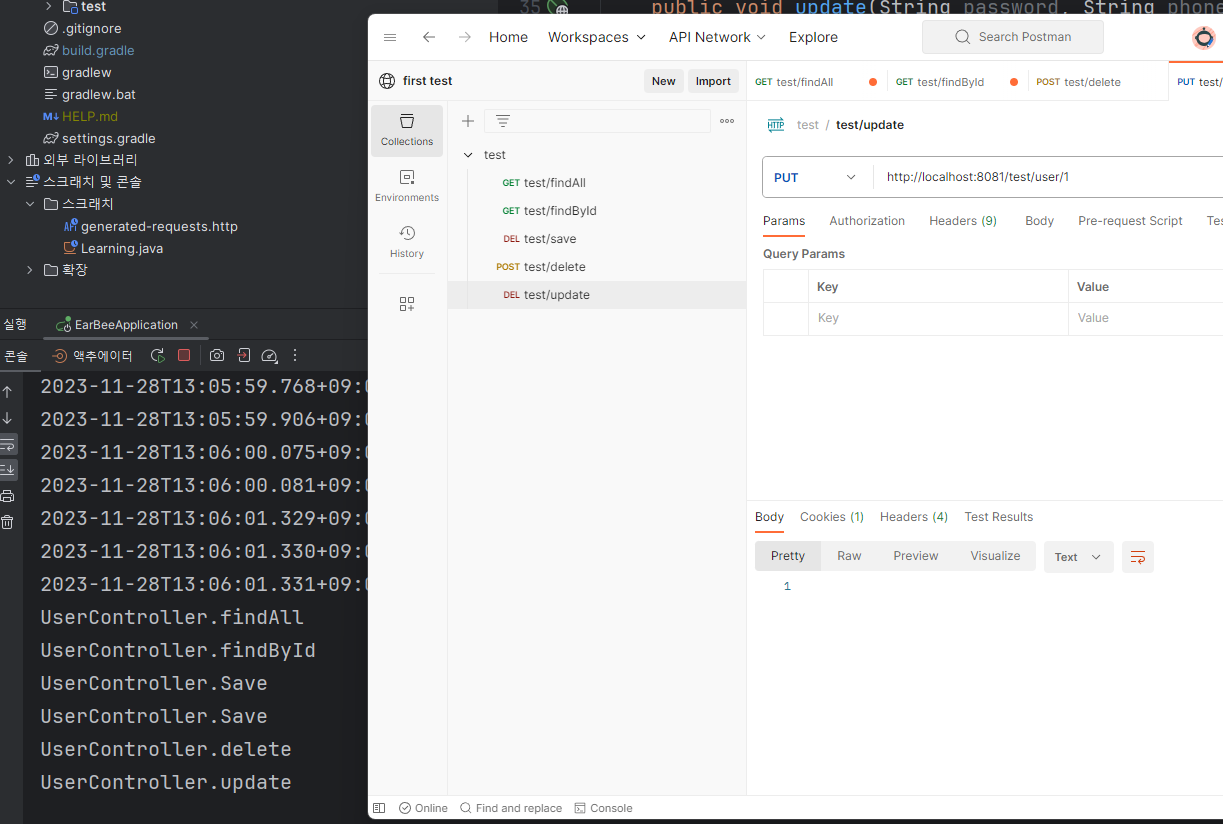 test
.gitignore
build.gradle
gradlew
gradlew.bat
M↓ HELP.md
settings.gradle
외부 라이브러리
스크래치 및 콘솔
스크래치
API generated-requests.http
Learning.java
확장
실행 EarBeeApplication
콘솔 액추에이터
2023-11-28T13:05:59.768+09:0
2023-11-28T13:05:59.906+09:0
2023-11-28T13:06:00.075+09:0
2023-11-28T13:06:00.081+09:0
2023-11-28T13:06:01.329+09:0
2023-11-28T13:06:01.330+09:0
2023-11-28T13:06:01.331+09:0
UserController.findAll
UserController.findById
UserController.Save
UserController.Save
UserController.delete
UserController.update
35 public void update(String password, String phone
Home Workspaces API Network Explore Search Postman
first test New Import
Collections
Environments
History
test
GET test/findAll
GET test/findById
DEL test/save
POST test/delete
DEL test/update
GET test/findAll GET test/findById POST test/delete PUT test/
HTTP test / test/update
PUT http://localhost:8081/test/user/1
Params Authorization Headers (9) Body Pre-request Script Tes
Query Params
Key Value
Key Value
Body Cookies (1) Headers (4) Test Results
Pretty Raw Preview Visualize Text
1
Online Find and replace Console